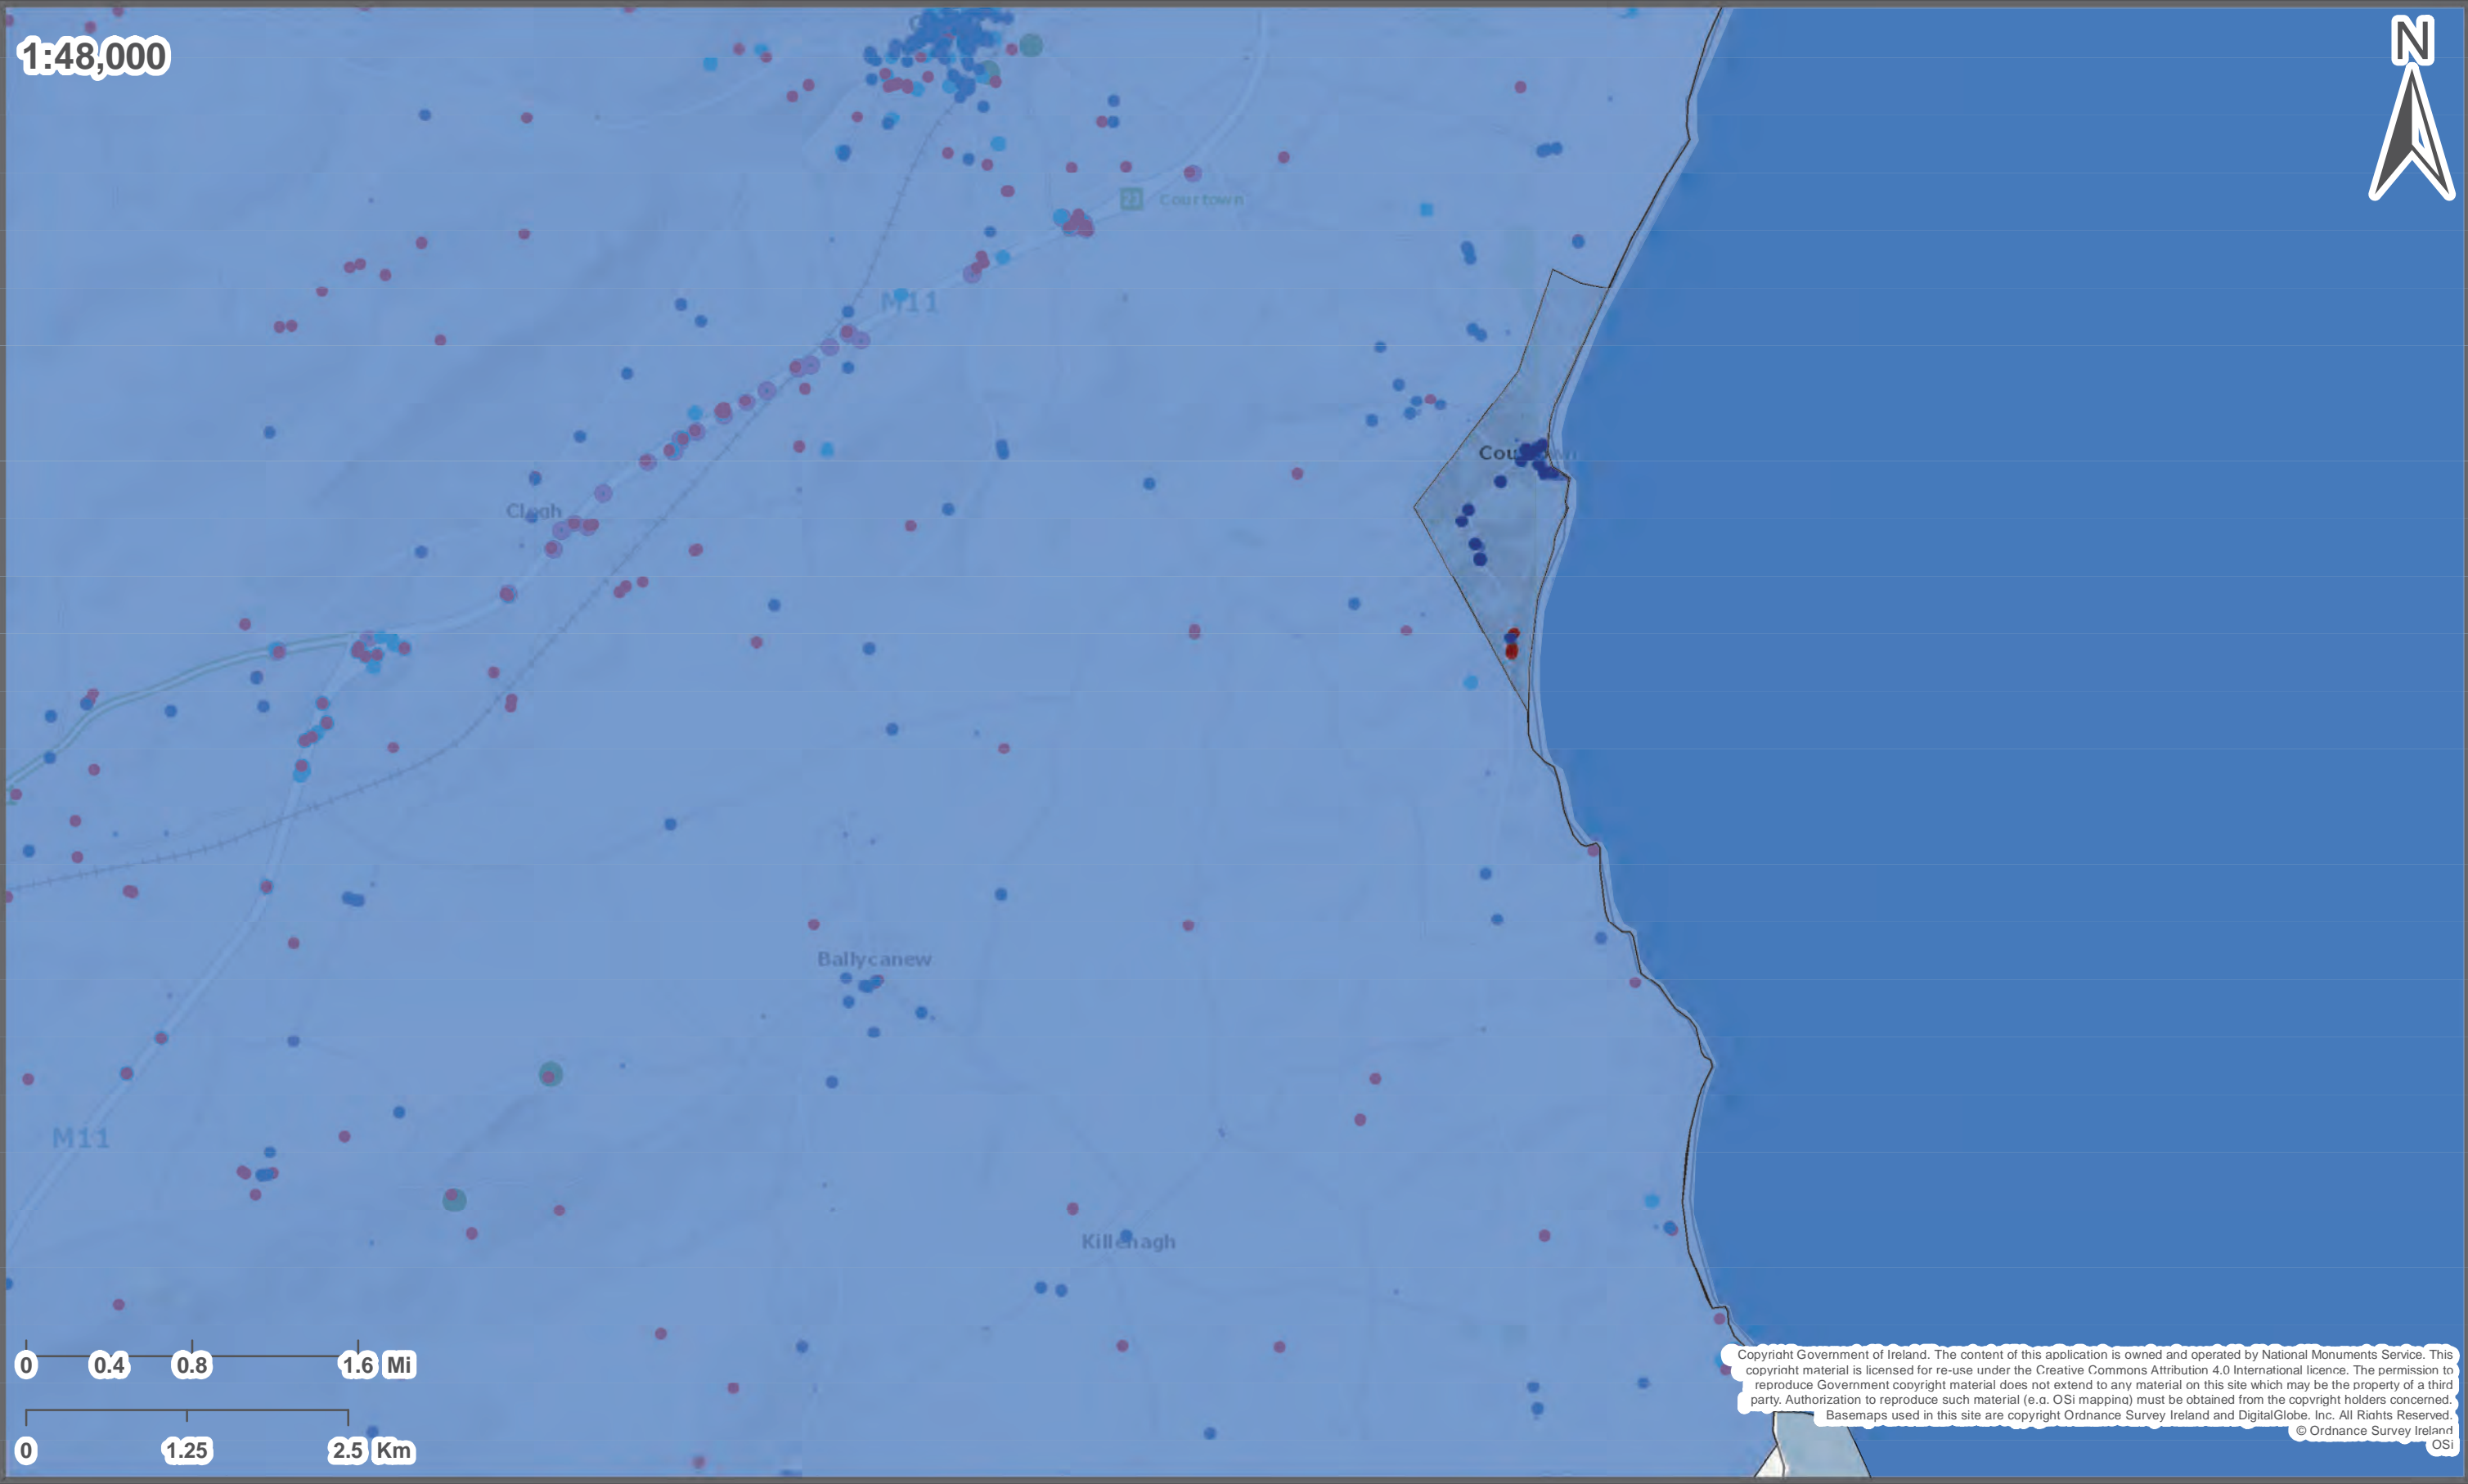 1:48,000
N
23 Courtown
M11
Clogh
Ballycanew
M11
Killenagh
0 0.4 0.8 1.6 Mi
0 1.25 2.5 Km
Copyright Government of Ireland. The content of this application is owned and operated by National Monuments Service. This
copyright material is licensed for re-use under the Creative Commons Attribution 4.0 International licence. The permission to
reproduce Government copyright material does not extend to any material on this site which may be the property of a third
party. Authorization to reproduce such material (e.g. OSi mapping) must be obtained from the copyright holders concerned.
Basemaps used in this site are copyright Ordnance Survey Ireland and DigitalGlobe. Inc. All Rights Reserved.
© Ordnance Survey Ireland
OSi